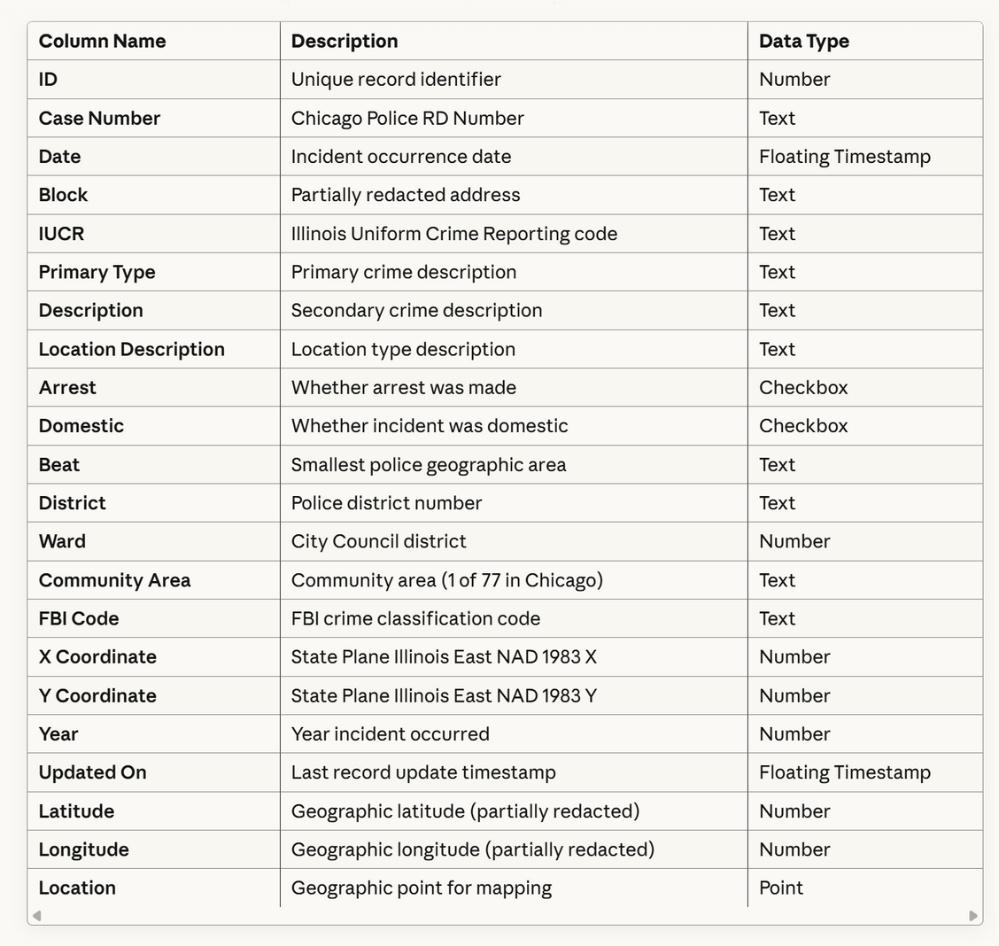 Column Name Description Data Type
ID Unique record identifier Number
Case Number Chicago Police RD Number Text
Date Incident occurrence date Floating Timestamp
Block Partially redacted address Text
IUCR Illinois Uniform Crime Reporting code Text
Primary Type Primary crime description Text
Description Secondary crime description Text
Location Description Location type description Text
Arrest Whether arrest was made Checkbox
Domestic Whether incident was domestic Checkbox
Beat Smallest police geographic area Text
District Police district number Text
Ward City Council district Number
Community Area Community area (1 of 77 in Chicago) Text
FBI Code FBI crime classification code Text
X Coordinate State Plane Illinois East NAD 1983 X Number
Y Coordinate State Plane Illinois East NAD 1983 Y Number
Year Year incident occurred Number
Updated On Last record update timestamp Floating Timestamp
Latitude Geographic latitude (partially redacted) Number
Longitude Geographic longitude (partially redacted) Number
Location Geographic point for mapping Point